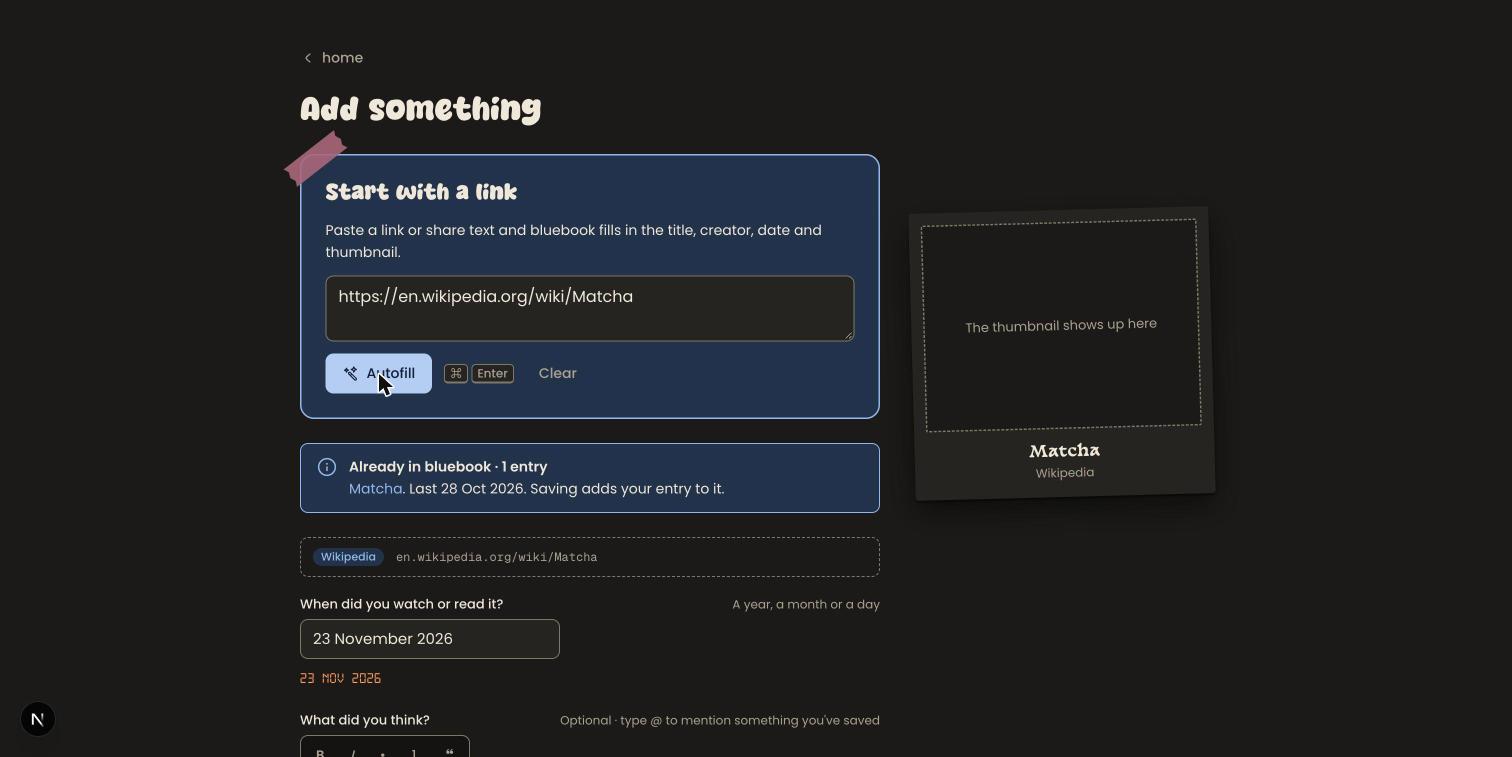 home
Add something
Start with a link
Paste a link or share text and bluebook fills in the title, creator, date and
thumbnail.
https://en.wikipedia.org/wiki/Matcha
Autofill ⌘ Enter Clear
The thumbnail shows up here
Matcha
Wikipedia
Already in bluebook · 1 entry
Matcha. Last 28 Oct 2026. Saving adds your entry to it.
Wikipedia en.wikipedia.org/wiki/Matcha
When did you watch or read it? A year, a month or a day
23 November 2026
23 NOV 2026
What did you think? Optional · type @ to mention something you've saved
N